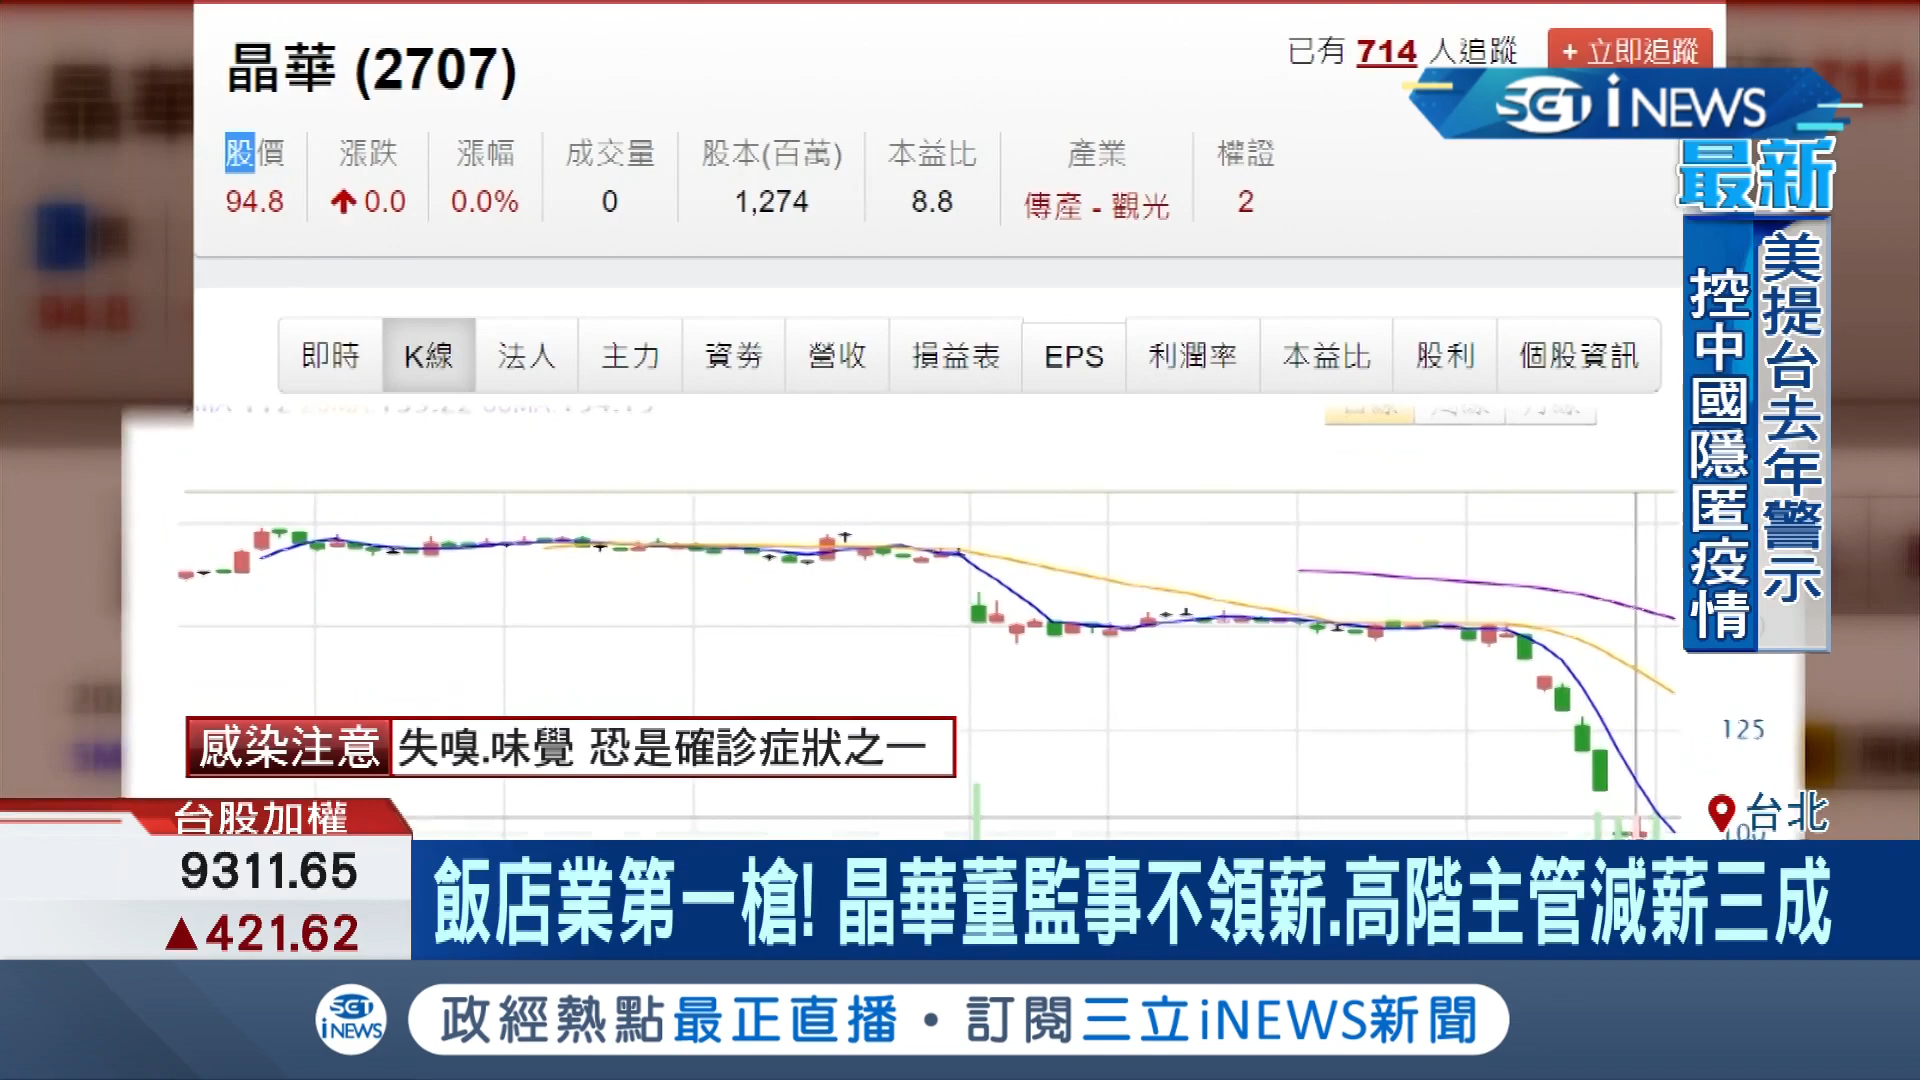 晶華 (2707)
已有 714 人追蹤
+ 立即追蹤
SET iNEWS
股價 漲跌 漲幅 成交量 股本(百萬) 本益比 產業 權證
94.8 0.0 0.0% 0 1,274 8.8 傳產 - 觀光 2
最新
美提台去年警示
控中國隱匿疫情
即時 K線 法人 主力 資券 營收 損益表 EPS 利潤率 本益比 股利 個股資訊
125
100
感染注意 失嗅.味覺 恐是確診症狀之一
台北
台股加權
9311.65
▲421.62
飯店業第一槍! 晶華董監事不領薪.高階主管減薪三成
SET iNEWS
政經熱點最正直播・訂閱三立iNEWS新聞